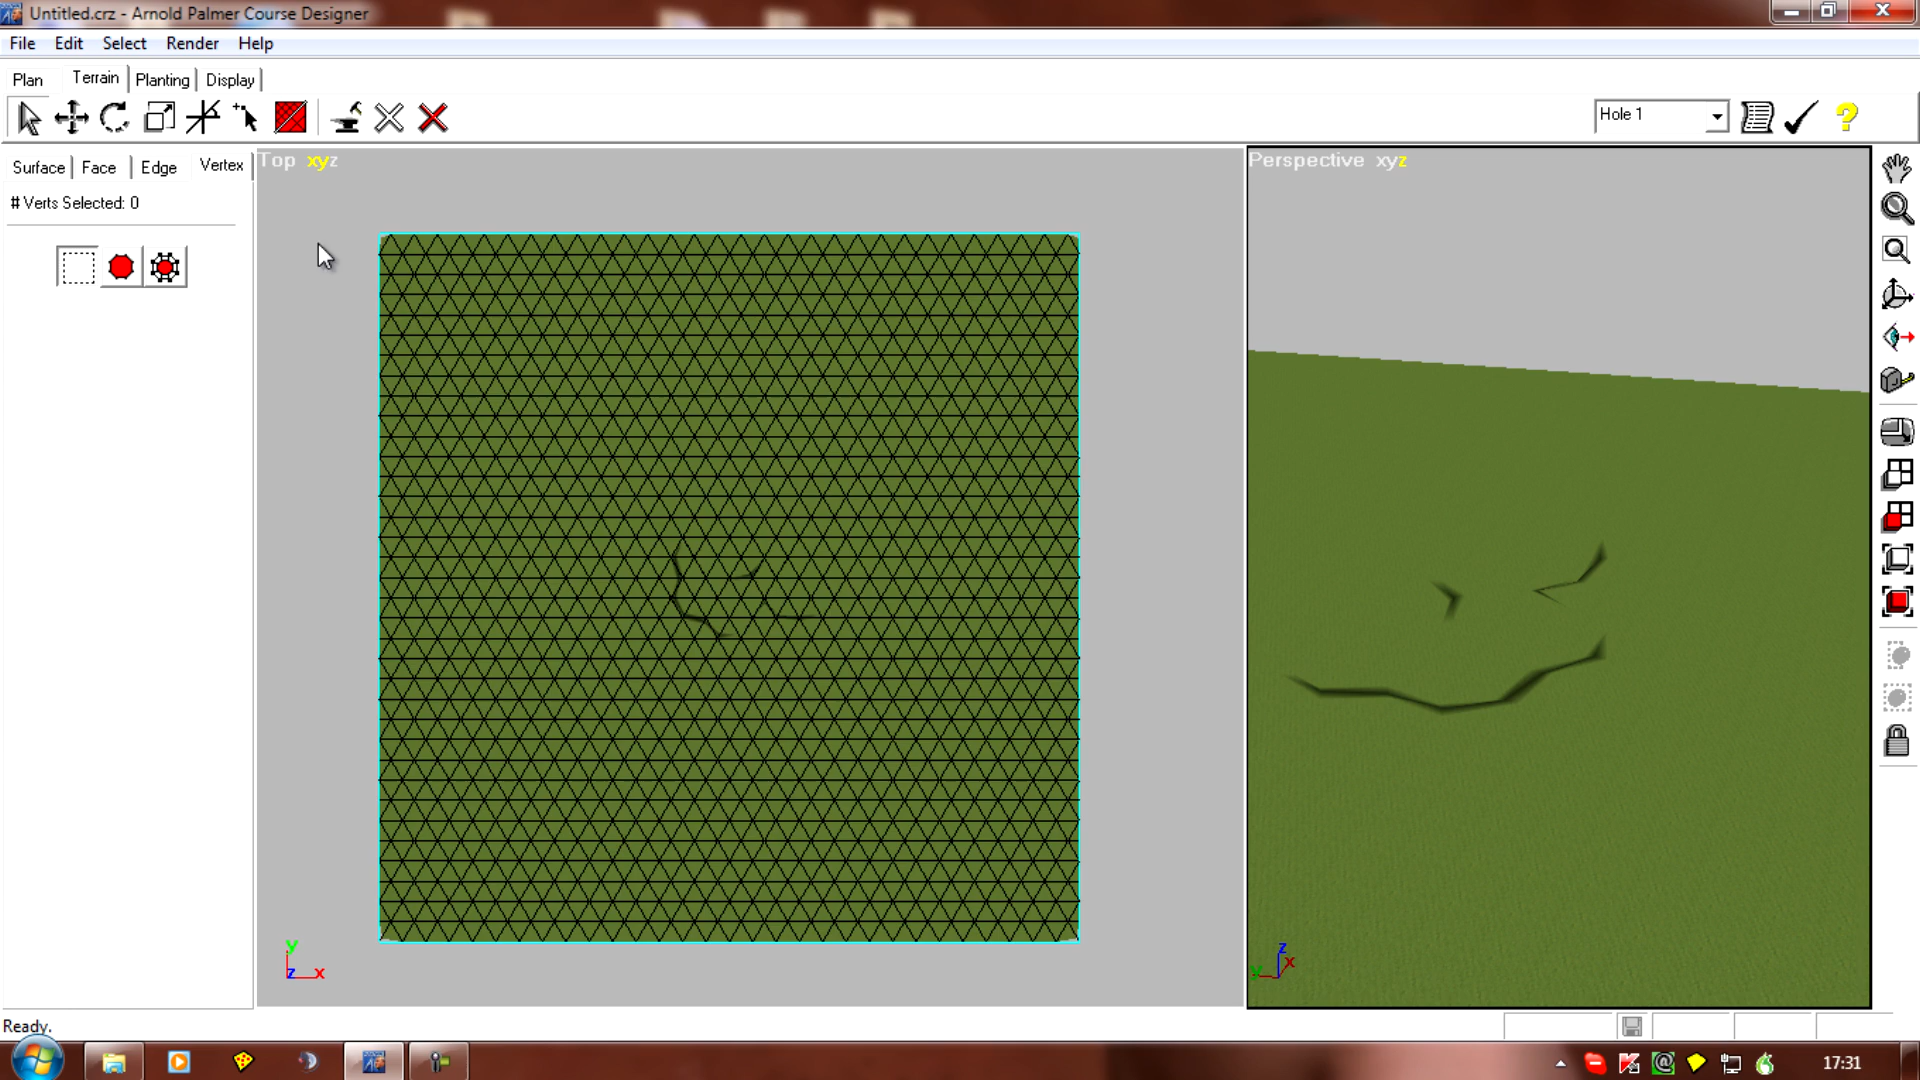 Untitled.crz - Arnold Palmer Course Designer
File Edit Select Render Help
Plan Terrain Planting Display
Hole 1
Surface Face Edge Vertex
# Verts Selected: 0
Top xyz
Perspective xyz
y
z x
z
y x
Ready.
17:31